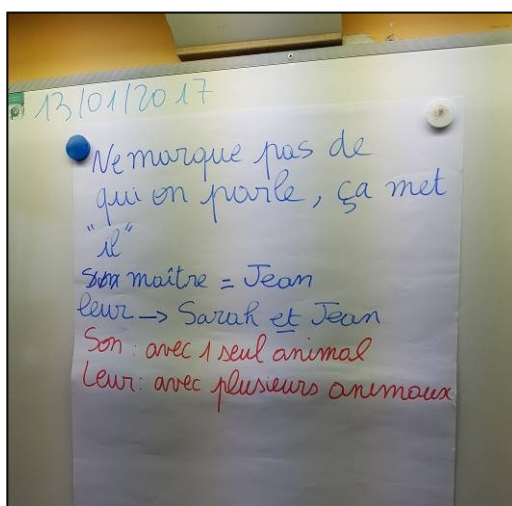 13/01/2017
Ne marque pas de
qui on parle, ça met
"il"
son maître = Jean
leur -> Sarah et Jean
Son : avec 1 seul animal
Leur : avec plusieurs animaux